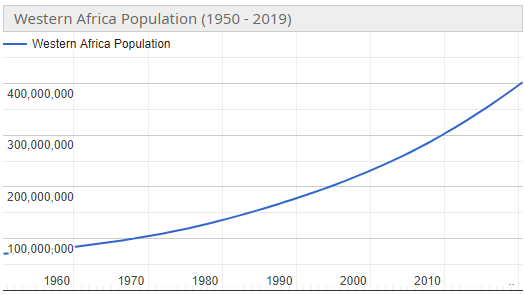 Western Africa Population (1950 - 2019)
Western Africa Population
400,000,000
300,000,000
200,000,000
100,000,000
1960 1970 1980 1990 2000 2010 ..